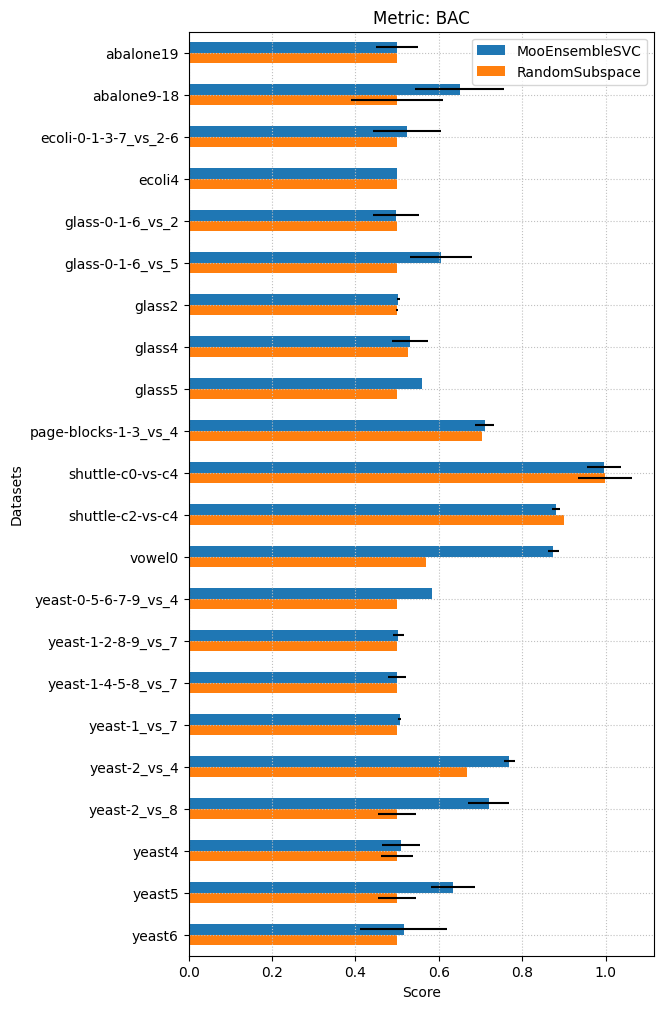 Metric: BAC
MooEnsembleSVC
RandomSubspace
abalone19
abalone9-18
ecoli-0-1-3-7_vs_2-6
ecoli4
glass-0-1-6_vs_2
glass-0-1-6_vs_5
glass2
glass4
glass5
page-blocks-1-3_vs_4
shuttle-c0-vs-c4
shuttle-c2-vs-c4
vowel0
yeast-0-5-6-7-9_vs_4
yeast-1-2-8-9_vs_7
yeast-1-4-5-8_vs_7
yeast-1_vs_7
yeast-2_vs_4
yeast-2_vs_8
yeast4
yeast5
yeast6
Datasets
0.0 0.2 0.4 0.6 0.8 1.0
Score